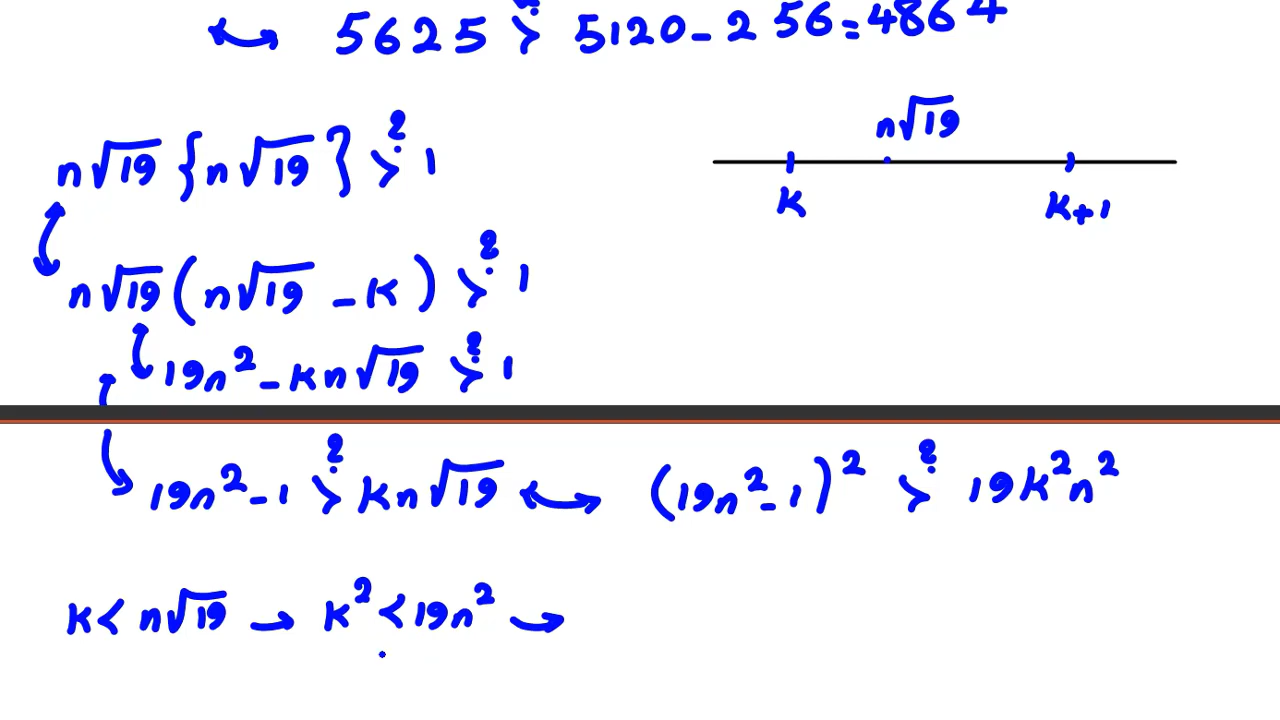 ↔ 5625 >? 5120-256=4864
n√19{n√19} >? 1
n√19
k k+1
n√19(n√19-k) >? 1
19n²-kn√19 >? 1
19n²-1 >? kn√19 ↔ (19n²-1)² >? 19k²n²
k<n√19 → k²<19n² →